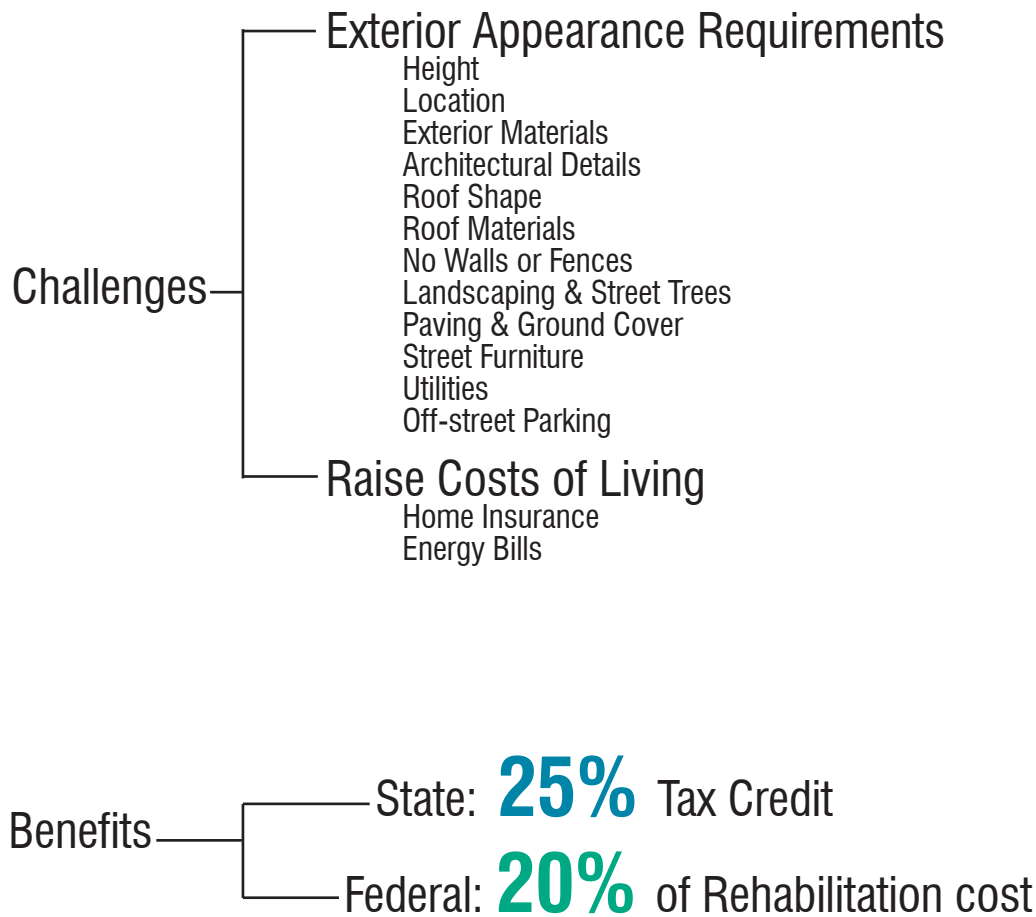 Exterior Appearance Requirements
Height
Location
Exterior Materials
Architectural Details
Roof Shape
Roof Materials
No Walls or Fences
Landscaping & Street Trees
Paving & Ground Cover
Street Furniture
Utilities
Off-street Parking
Challenges
Raise Costs of Living
Home Insurance
Energy Bills
Benefits
State: 25% Tax Credit
Federal: 20% of Rehabilitation cost